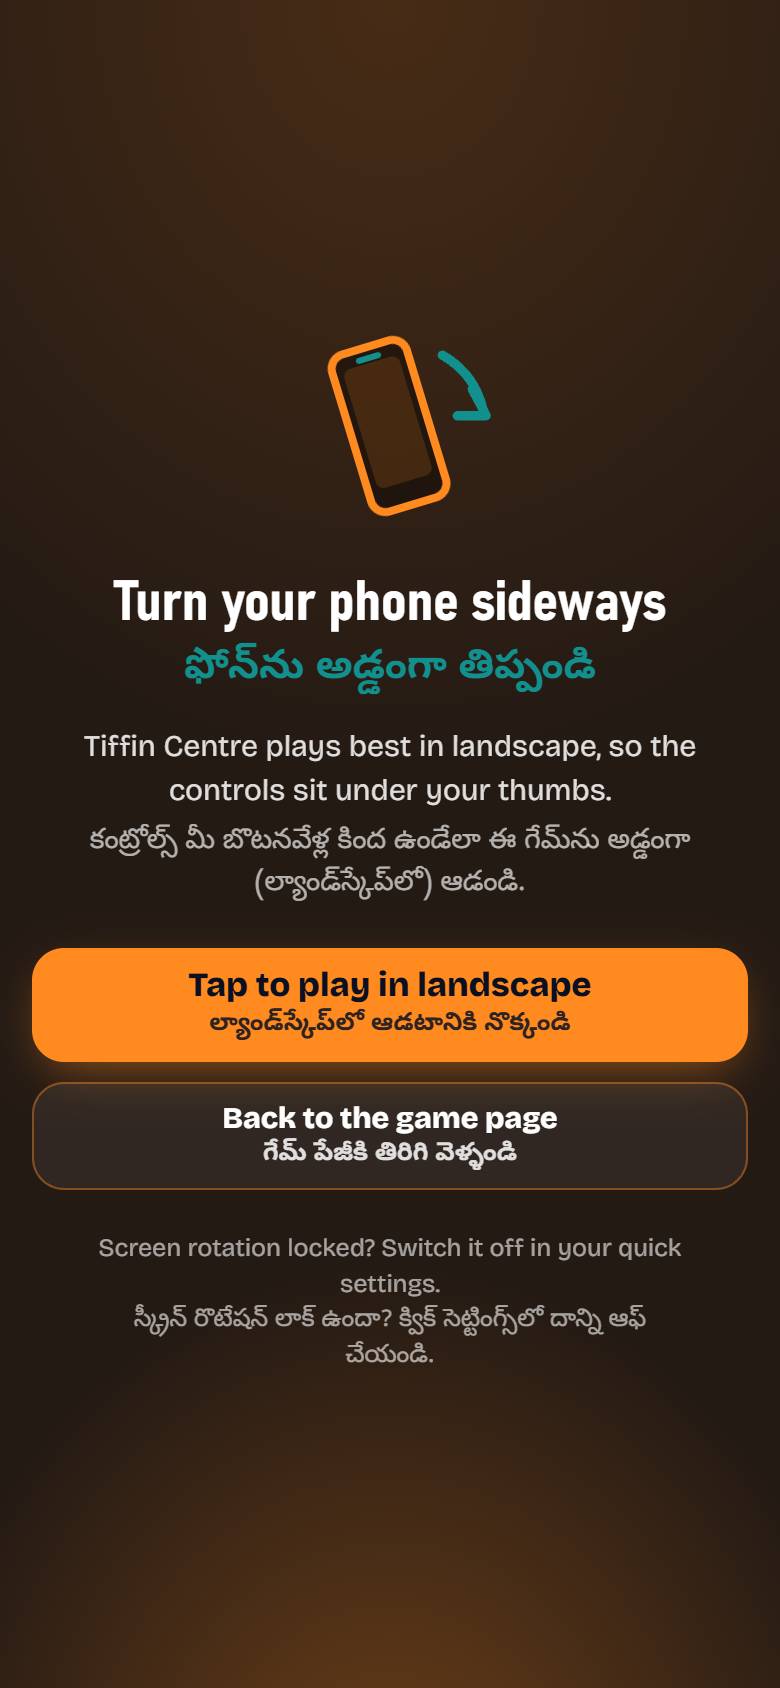 Turn your phone sideways
ఫోన్‌ను అడ్డంగా తిప్పండి
Tiffin Centre plays best in landscape, so the
controls sit under your thumbs.
కంట్రోల్స్ మీ బొటనవేళ్ల కింద ఉండేలా ఈ గేమ్‌ను అడ్డంగా
(ల్యాండ్‌స్కేప్‌లో) ఆడండి.
Tap to play in landscape
ల్యాండ్‌స్కేప్‌లో ఆడటానికి నొక్కండి
Back to the game page
గేమ్ పేజీకి తిరిగి వెళ్ళండి
Screen rotation locked? Switch it off in your quick
settings.
స్క్రీన్ రొటేషన్ లాక్ ఉందా? క్విక్ సెట్టింగ్స్‌లో దాన్ని ఆఫ్
చేయండి.